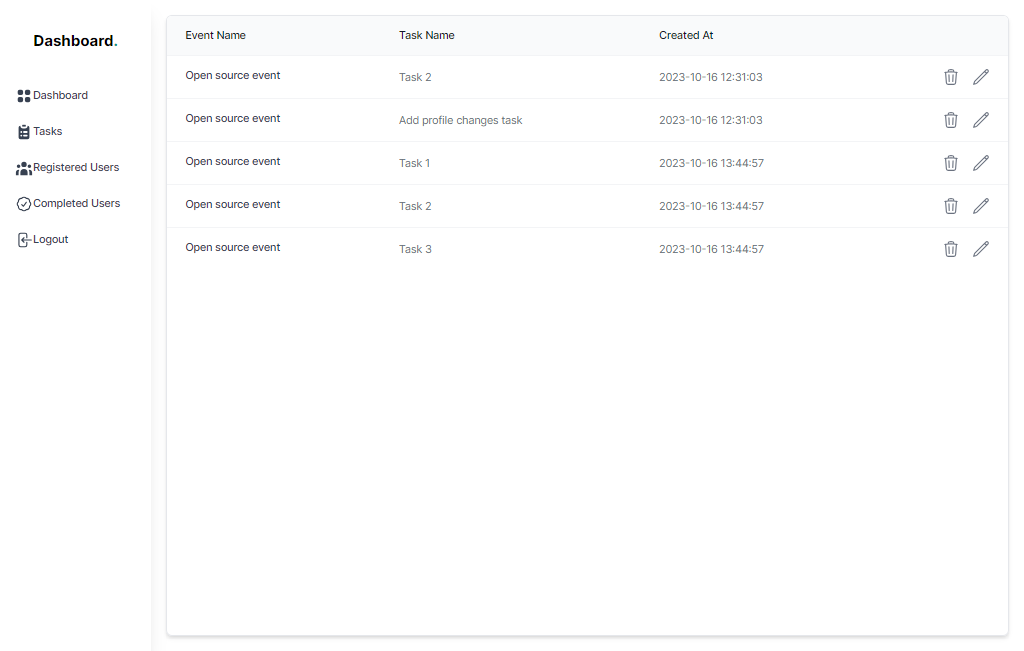 Dashboard.
Dashboard
Tasks
Registered Users
Completed Users
Logout
Event Name Task Name Created At
Open source event Task 2 2023-10-16 12:31:03
Open source event Add profile changes task 2023-10-16 12:31:03
Open source event Task 1 2023-10-16 13:44:57
Open source event Task 2 2023-10-16 13:44:57
Open source event Task 3 2023-10-16 13:44:57